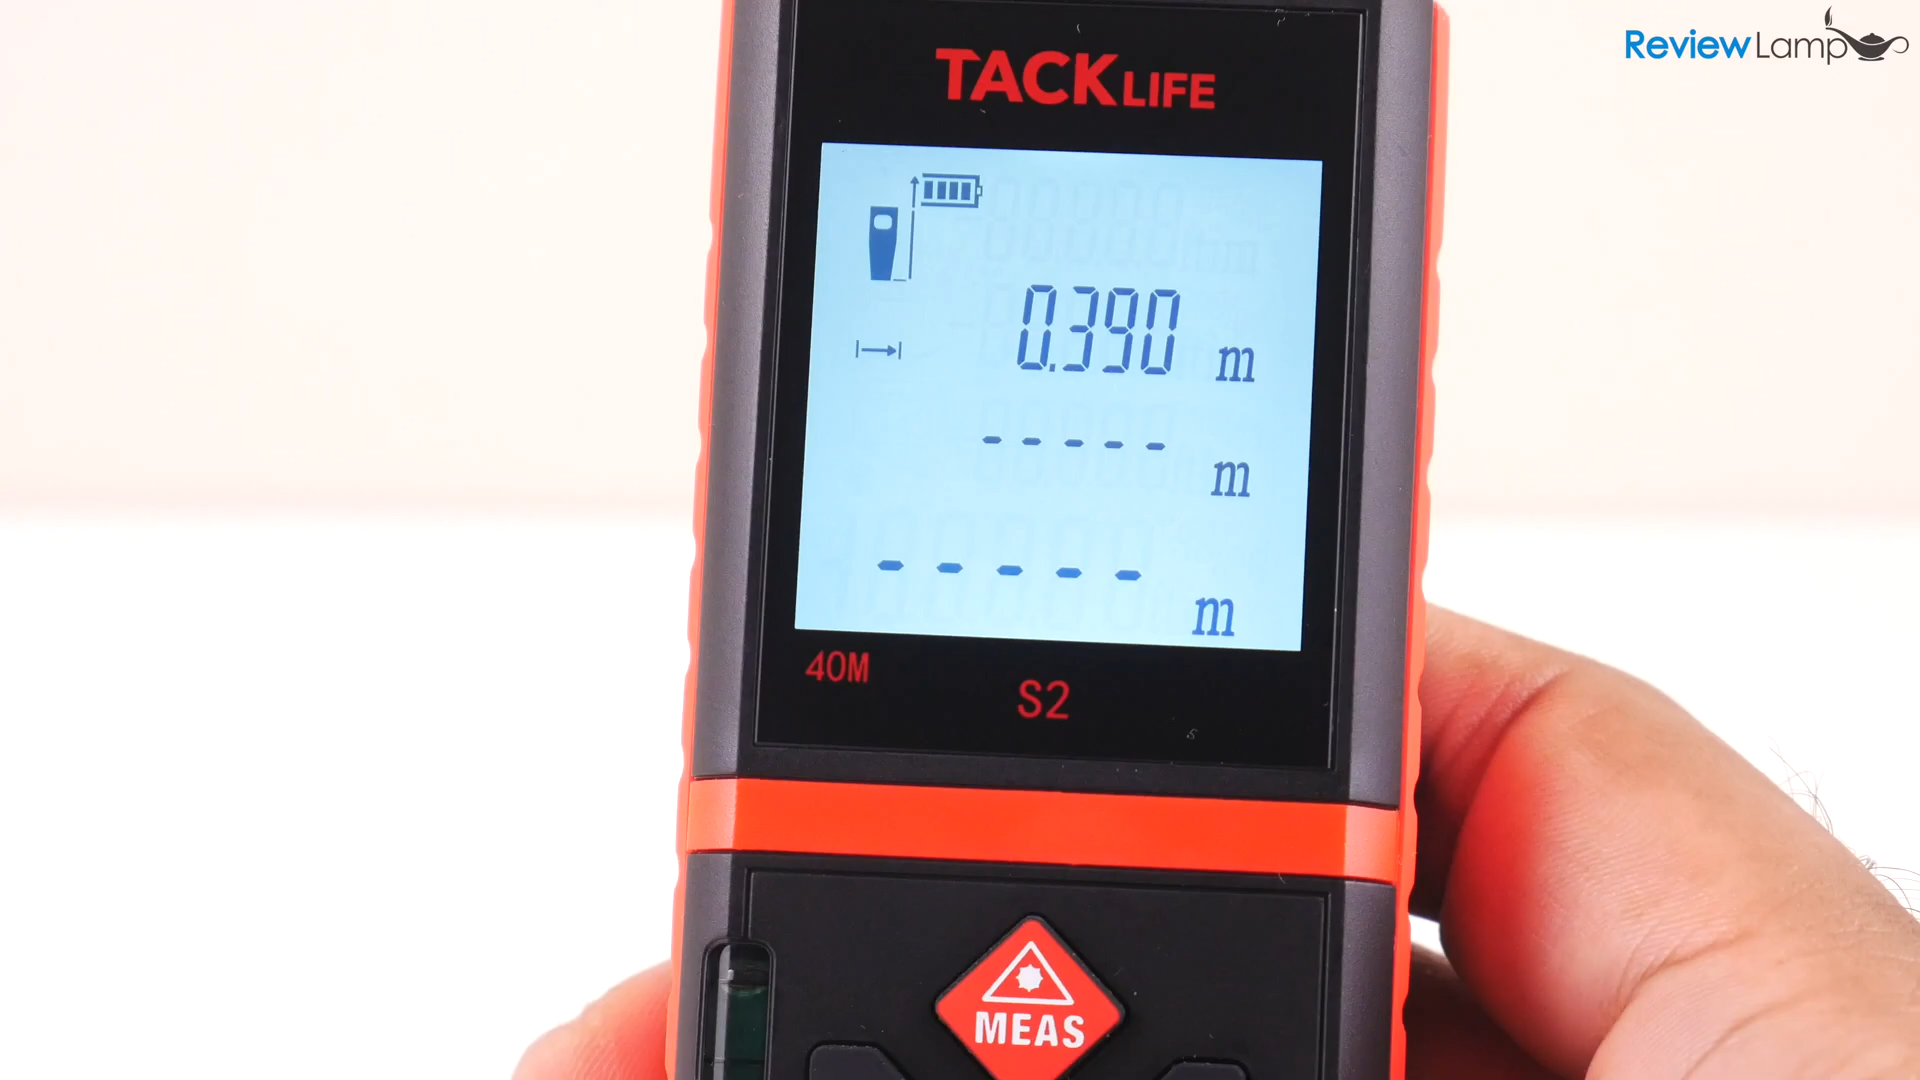 ReviewLamp
TACKLIFE
0.390 m
----- m
----- m
40M
S2
MEAS